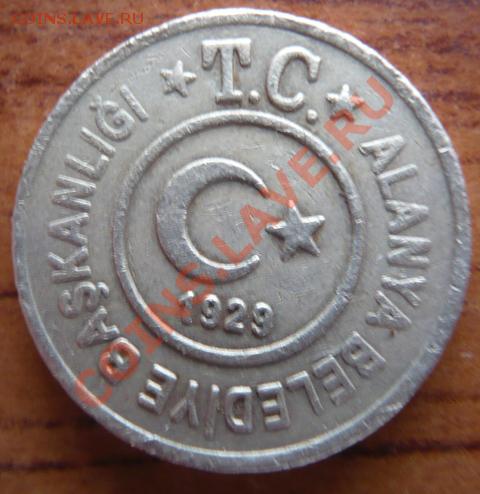 COINS.LAVE.RU
★ T.C. ★
ALANYA BELEDİYE BAŞKANLIĞI
1929
COINS.LAVE.RU